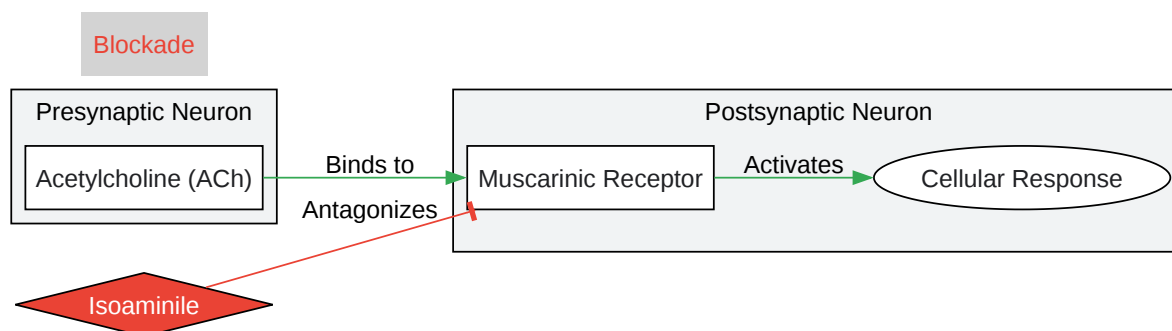 Blockade
Presynaptic Neuron
Postsynaptic Neuron
Acetylcholine (ACh)
Binds to
Muscarinic Receptor
Activates
Cellular Response
Antagonizes
Isoaminile